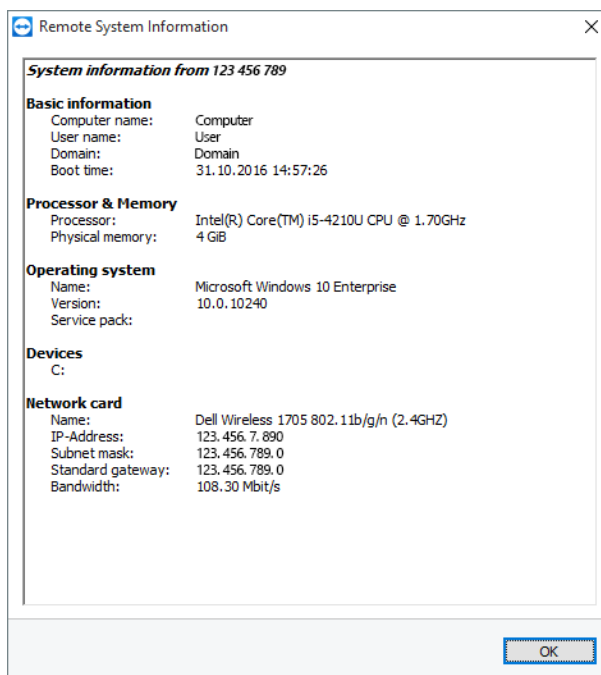 Remote System Information
System information from 123 456 789
Basic information
Computer name: Computer
User name: User
Domain: Domain
Boot time: 31.10.2016 14:57:26
Processor & Memory
Processor: Intel(R) Core(TM) i5-4210U CPU @ 1.70GHz
Physical memory: 4 GiB
Operating system
Name: Microsoft Windows 10 Enterprise
Version: 10.0.10240
Service pack:
Devices
C:
Network card
Name: Dell Wireless 1705 802.11b/g/n (2.4GHZ)
IP-Address: 123.456.7.890
Subnet mask: 123.456.789.0
Standard gateway: 123.456.789.0
Bandwidth: 108.30 Mbit/s
OK